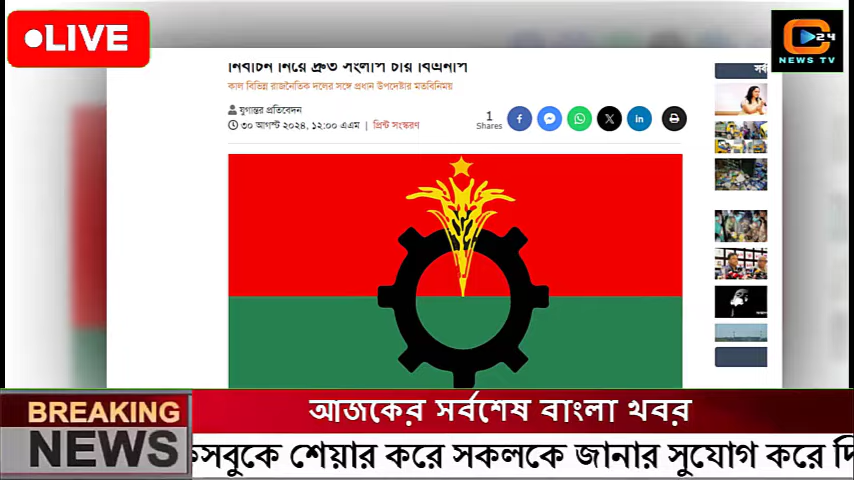 LIVE
C 24
NEWS TV
নির্বাচন নিয়ে দ্রুত সংলাপ চায় বিএনপি
কাল বিভিন্ন রাজনৈতিক দলের সঙ্গে প্রধান উপদেষ্টার মতবিনিময়
যুগান্তর প্রতিবেদন
৩০ আগস্ট ২০২৪, ১২:০০ এএম | প্রিন্ট সংস্করণ
1
Shares
BREAKING
NEWS
আজকের সর্বশেষ বাংলা খবর
সবুকে শেয়ার করে সকলকে জানার সুযোগ করে দি